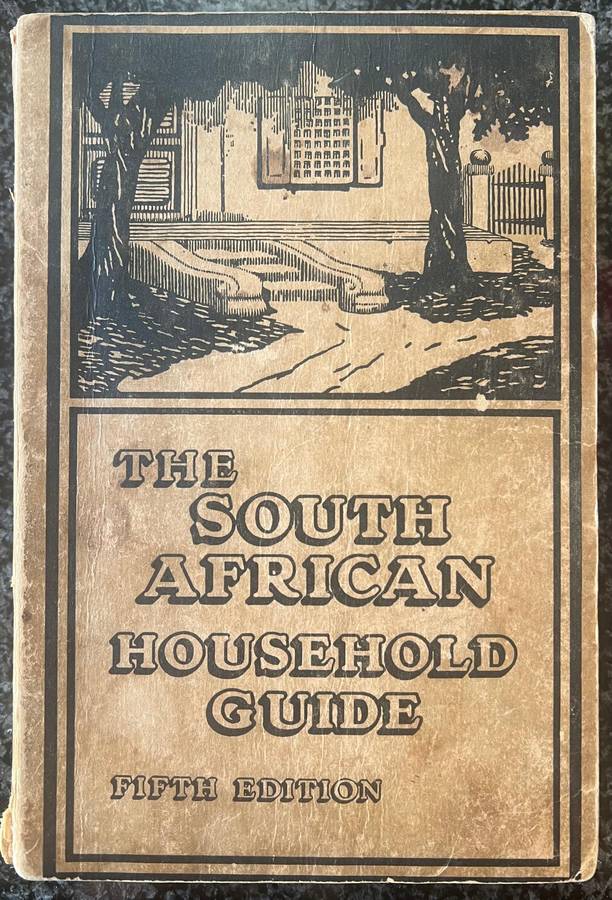 THE
SOUTH
AFRICAN
HOUSEHOLD
GUIDE
FIFTH EDITION